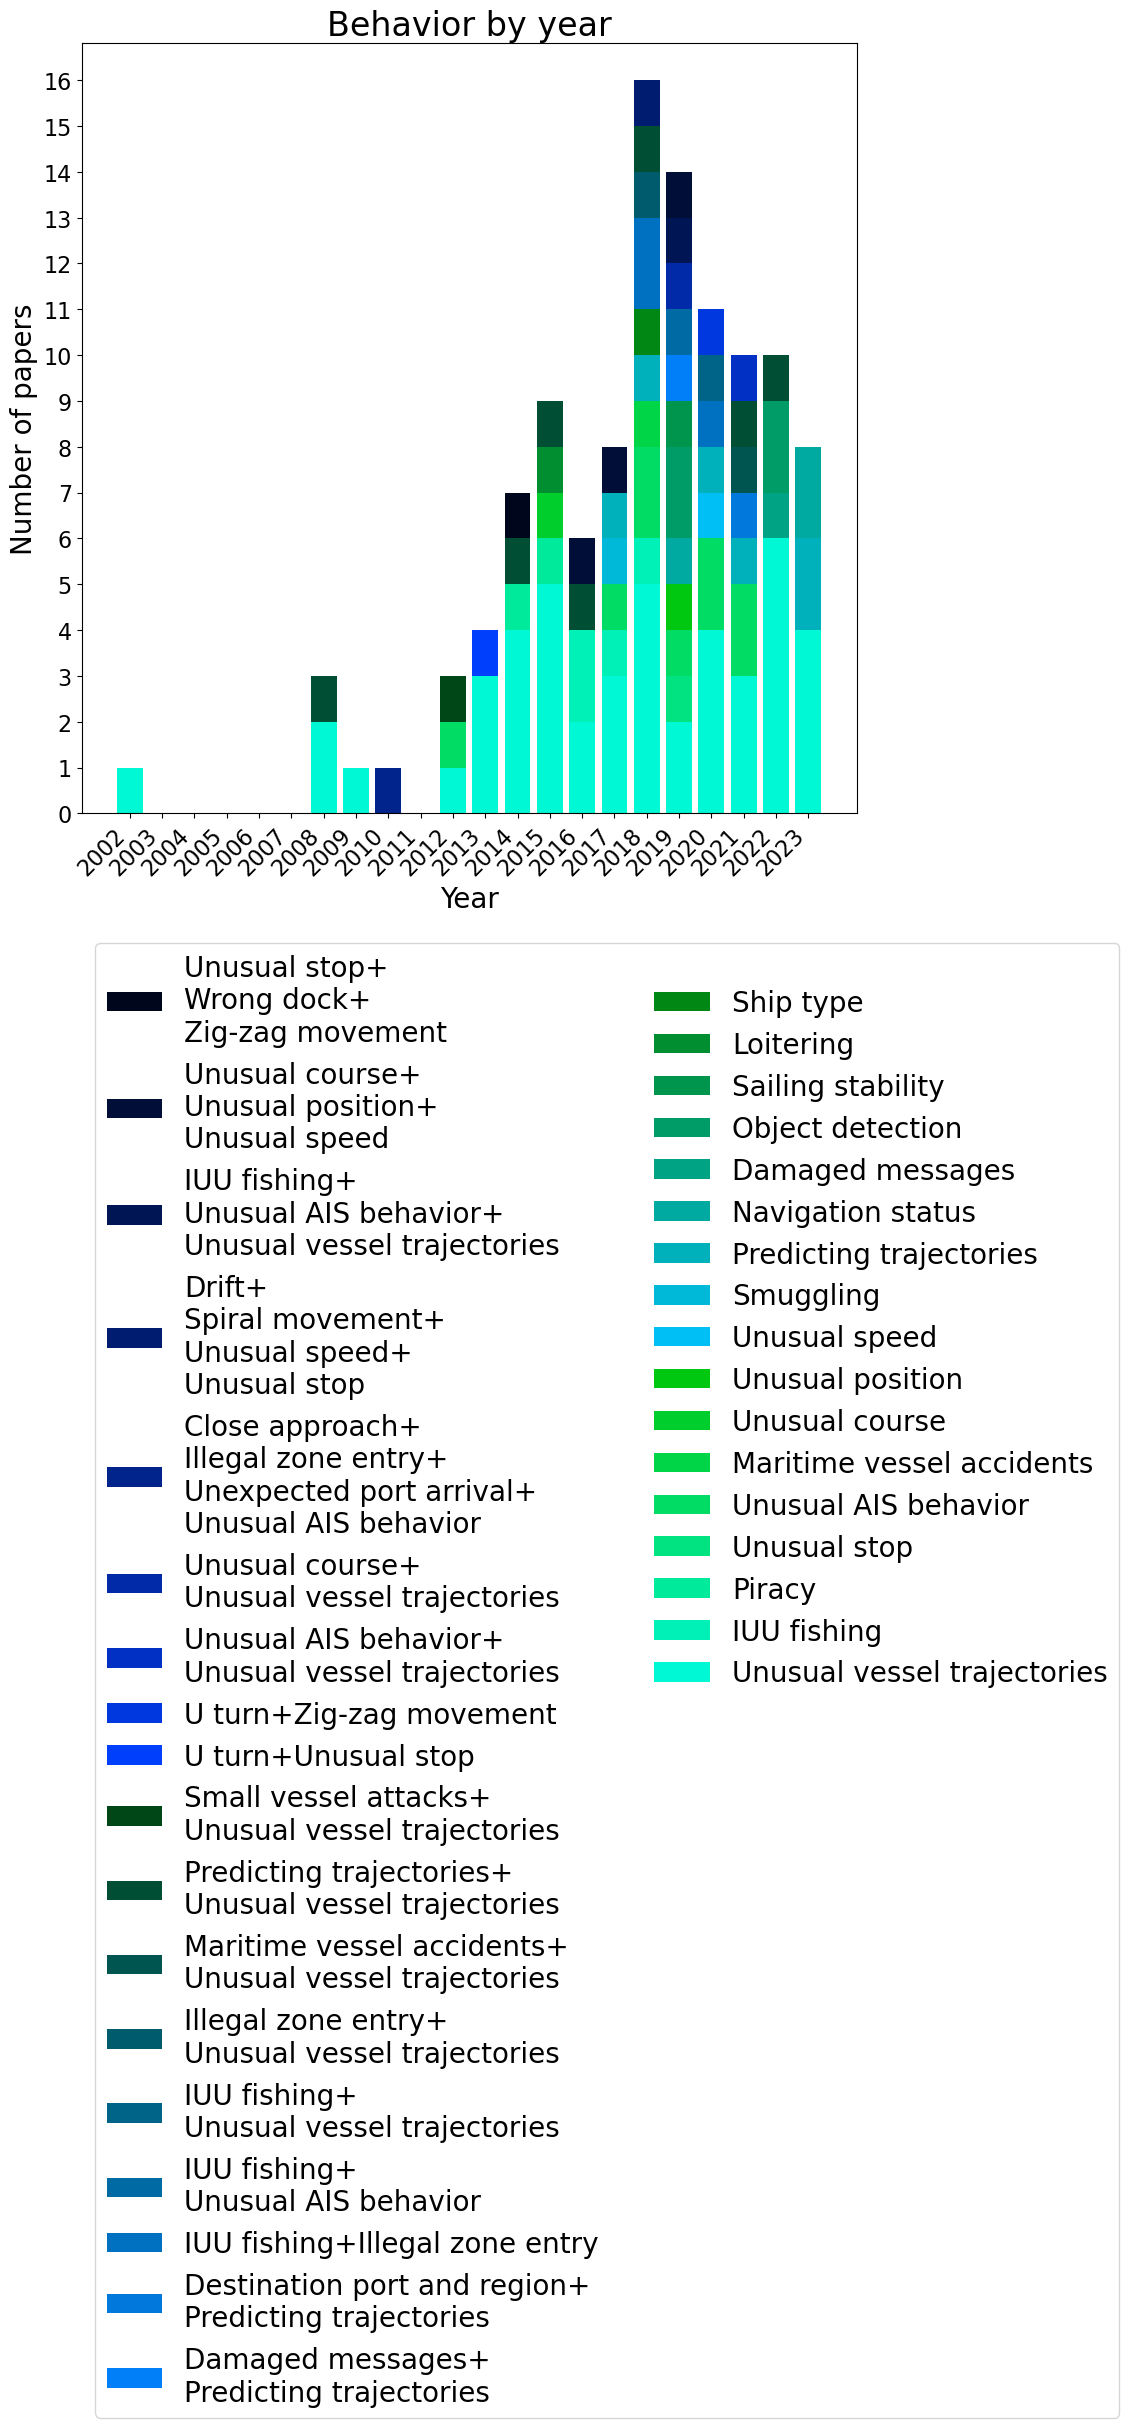 Behavior by year
Number of papers
16
15
14
13
12
11
10
9
8
7
6
5
4
3
2
1
0
2002
2003
2004
2005
2006
2007
2008
2009
2010
2011
2012
2013
2014
2015
2016
2017
2018
2019
2020
2021
2022
2023
Year
Unusual stop+
Wrong dock+
Zig-zag movement
Unusual course+
Unusual position+
Unusual speed
IUU fishing+
Unusual AIS behavior+
Unusual vessel trajectories
Drift+
Spiral movement+
Unusual speed+
Unusual stop
Close approach+
Illegal zone entry+
Unexpected port arrival+
Unusual AIS behavior
Unusual course+
Unusual vessel trajectories
Unusual AIS behavior+
Unusual vessel trajectories
U turn+Zig-zag movement
U turn+Unusual stop
Small vessel attacks+
Unusual vessel trajectories
Predicting trajectories+
Unusual vessel trajectories
Maritime vessel accidents+
Unusual vessel trajectories
Illegal zone entry+
Unusual vessel trajectories
IUU fishing+
Unusual vessel trajectories
IUU fishing+
Unusual AIS behavior
IUU fishing+Illegal zone entry
Destination port and region+
Predicting trajectories
Damaged messages+
Predicting trajectories
Ship type
Loitering
Sailing stability
Object detection
Damaged messages
Navigation status
Predicting trajectories
Smuggling
Unusual speed
Unusual position
Unusual course
Maritime vessel accidents
Unusual AIS behavior
Unusual stop
Piracy
IUU fishing
Unusual vessel trajectories